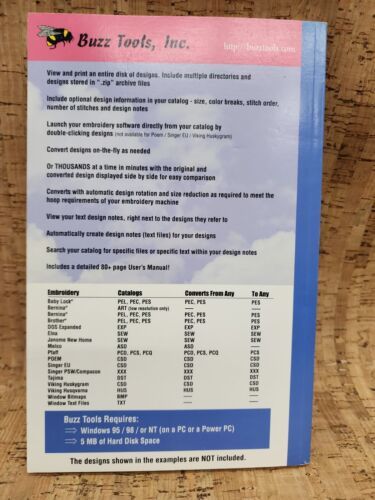 Buzz Tools, Inc.
http://buzztools.com
View and print an entire disk of designs. Include multiple directories and
designs stored in ".zip" archive files
Include optional design information in your catalog - size, color breaks, stitch order,
number of stitches and design notes
Launch your embroidery software directly from your catalog by
double-clicking designs (not available for Poem / Singer EU / Viking Huskygram)
Convert designs on-the-fly as needed
Or THOUSANDS at a time in minutes with the original and
converted design displayed side by side for easy comparison
Converts with automatic design rotation and size reduction as required to meet the
hoop requirements of your embroidery machine
View your text design notes, right next to the designs they refer to
Automatically create design notes (text files) for your designs
Search your catalog for specific files or specific text within your design notes
includes a detailed 80+ page User's Manual!
Embroidery Catalogs Converts From Any To Any
Baby Lock® PEL, PEC, PES PEC, PES PES
Bernina® ART (low resolution only) — —
Bernina® PEL, PEC, PES PEC, PES PES
Brother® PEL, PEC, PES PEC, PES PES
DOS Expanded EXP EXP EXP
Elna SEW SEW SEW
Janome New Home SEW SEW SEW
Melco ASD ASD —
Pfaff PCD, PCS, PCQ PCD, PCS, PCQ PCS
POEM CSD CSD CSD
Singer EU CSD CSD CSD
Singer PSW/Compucon XXX XXX XXX
Tajima DST DST DST
Viking Huskygram CSD CSD CSD
Viking Husqvarna HUS HUS HUS
Window Bitmaps BMP — —
Window Text Files TXT — —
Buzz Tools Requires:
⇒ Windows 95 / 98 / or NT (on a PC or a Power PC)
⇒ 5 MB of Hard Disk Space
The designs shown in the examples are NOT included.